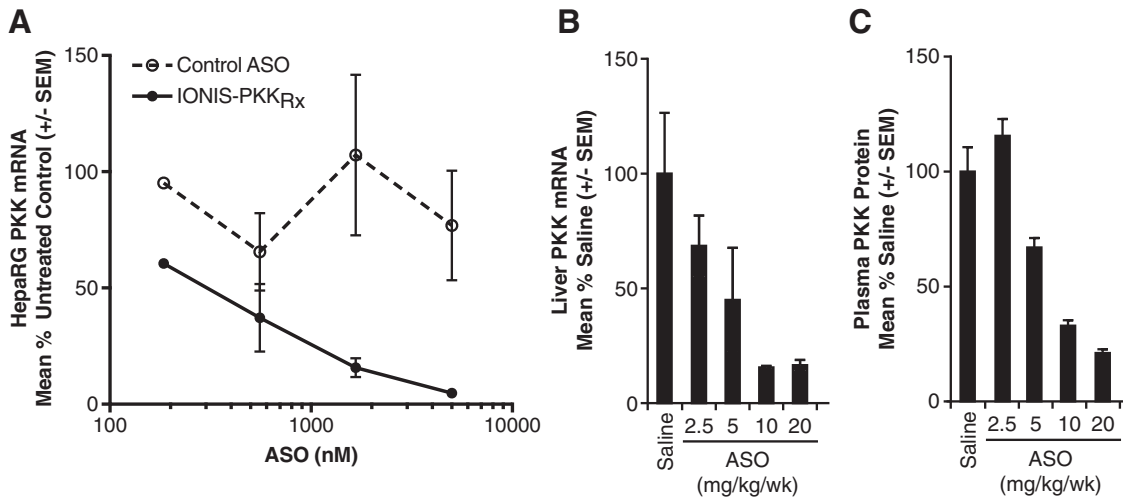 A
HepaRG PKK mRNA
Mean % Untreated Control (+/- SEM)
150
100
50
0
Control ASO
IONIS-PKKRx
100
1000
10000
ASO (nM)
B
Liver PKK mRNA
Mean % Saline (+/- SEM)
150
100
50
0
Saline
2.5
5
10
20
ASO
(mg/kg/wk)
C
Plasma PKK Protein
Mean % Saline (+/- SEM)
150
100
50
0
Saline
2.5
5
10
20
ASO
(mg/kg/wk)